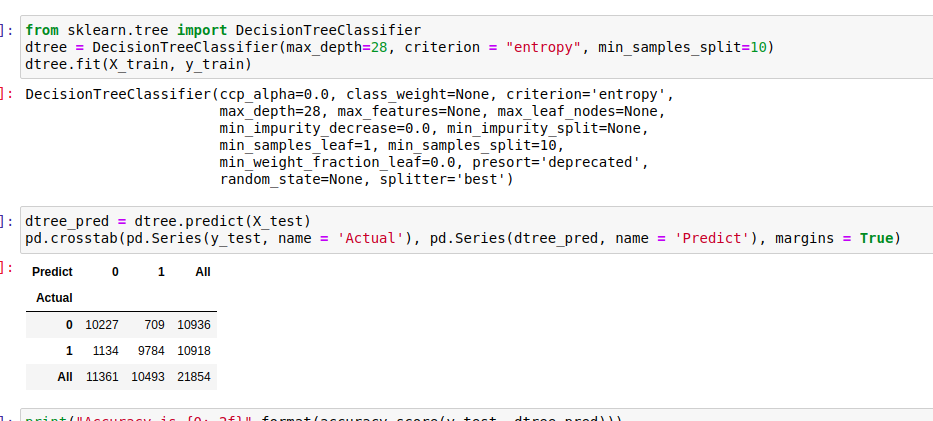 ]: from sklearn.tree import DecisionTreeClassifier
dtree = DecisionTreeClassifier(max_depth=28, criterion = "entropy", min_samples_split=10)
dtree.fit(X_train, y_train)
]: DecisionTreeClassifier(ccp_alpha=0.0, class_weight=None, criterion='entropy',
max_depth=28, max_features=None, max_leaf_nodes=None,
min_impurity_decrease=0.0, min_impurity_split=None,
min_samples_leaf=1, min_samples_split=10,
min_weight_fraction_leaf=0.0, presort='deprecated',
random_state=None, splitter='best')
]: dtree_pred = dtree.predict(X_test)
pd.crosstab(pd.Series(y_test, name = 'Actual'), pd.Series(dtree_pred, name = 'Predict'), margins = True)
]: Predict 0 1 All
Actual
0 10227 709 10936
1 1134 9784 10918
All 11361 10493 21854
]: print("Accuracy is {0:.2f}".format(accuracy_score(y_test, dtree_pred)))